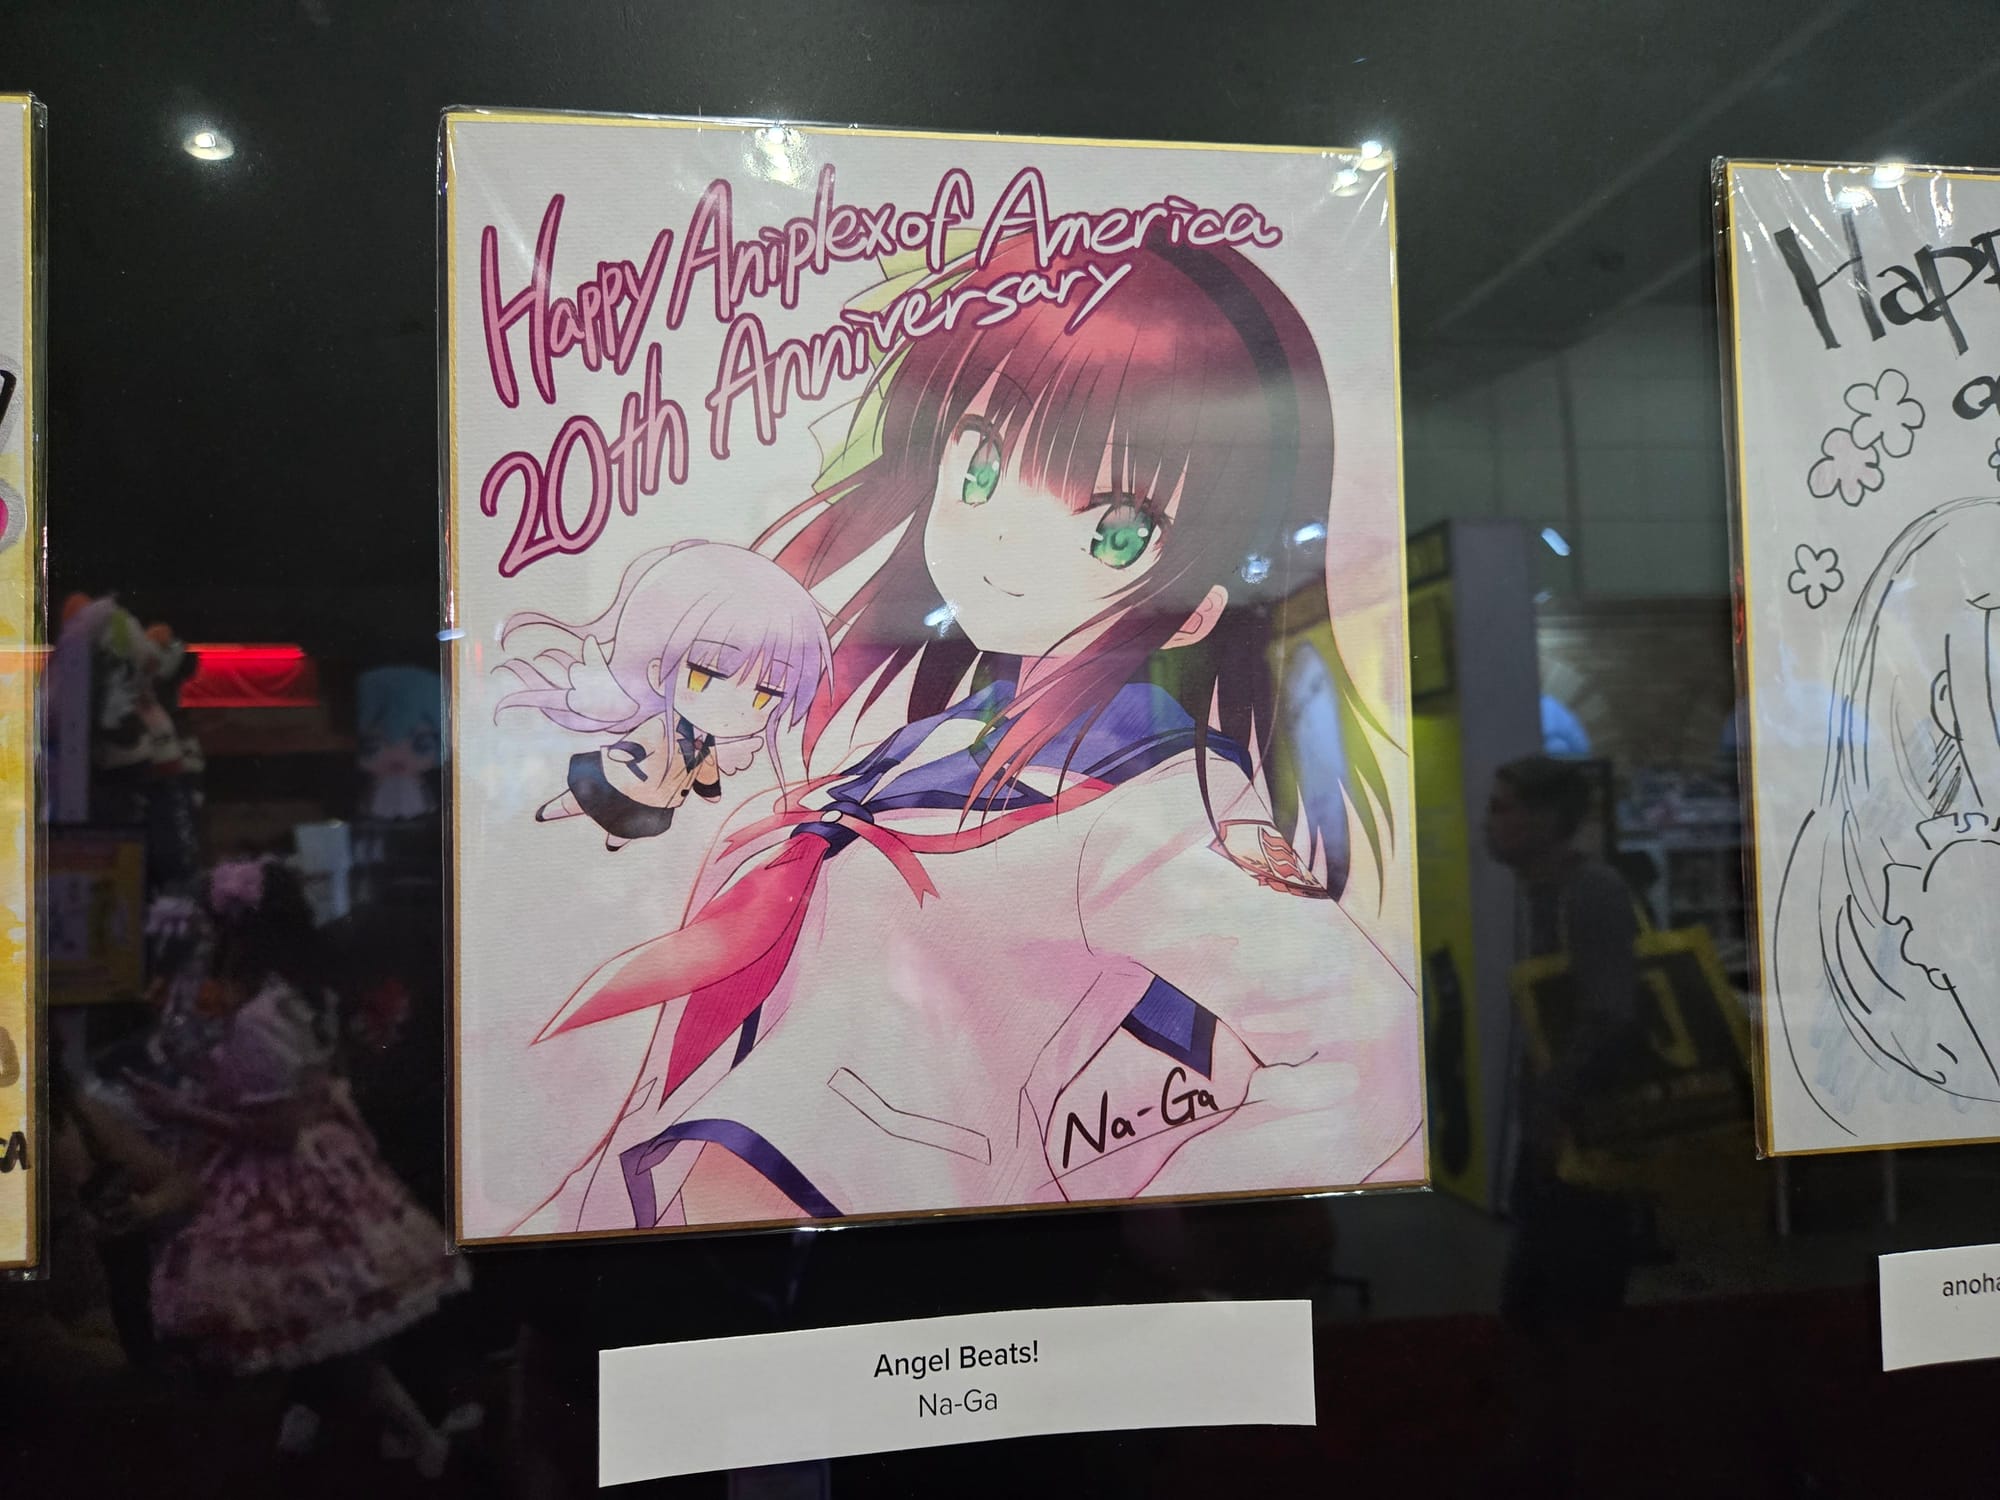 Happy Aniplex of America
20th Anniversary
Na-Ga
Angel Beats!
Na-Ga